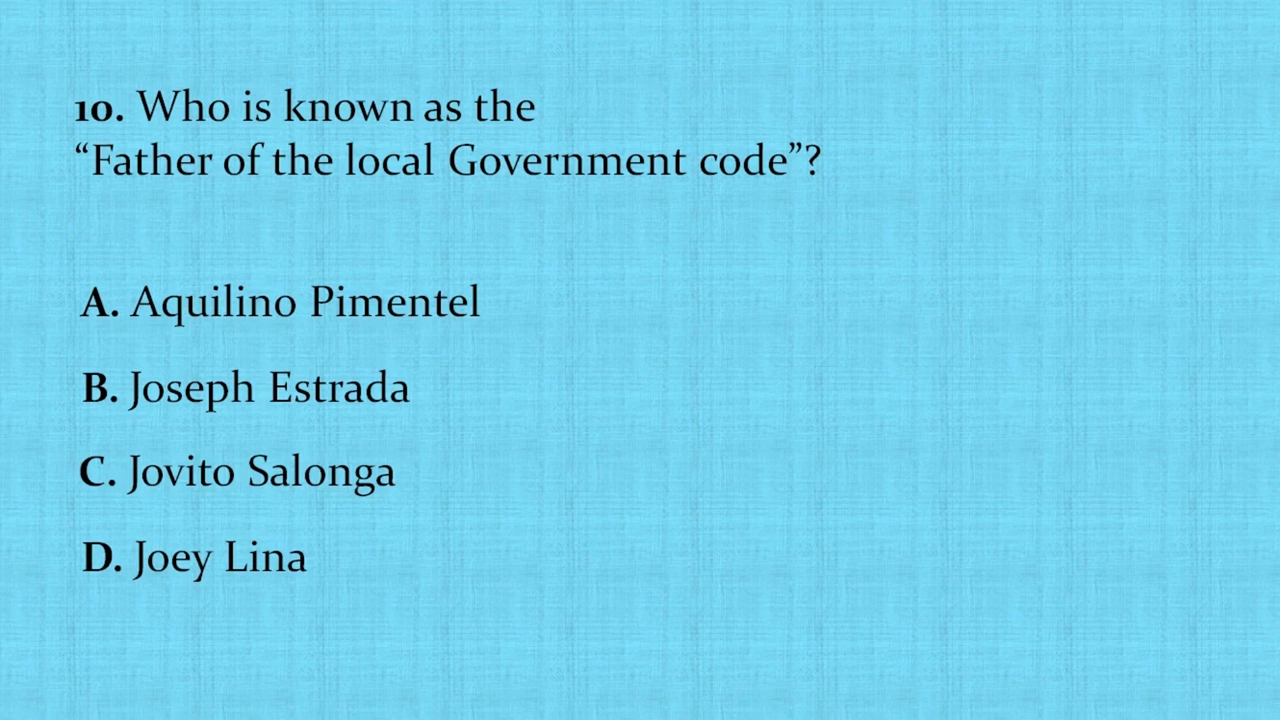 10. Who is known as the
“Father of the local Government code”?
A. Aquilino Pimentel
B. Joseph Estrada
C. Jovito Salonga
D. Joey Lina